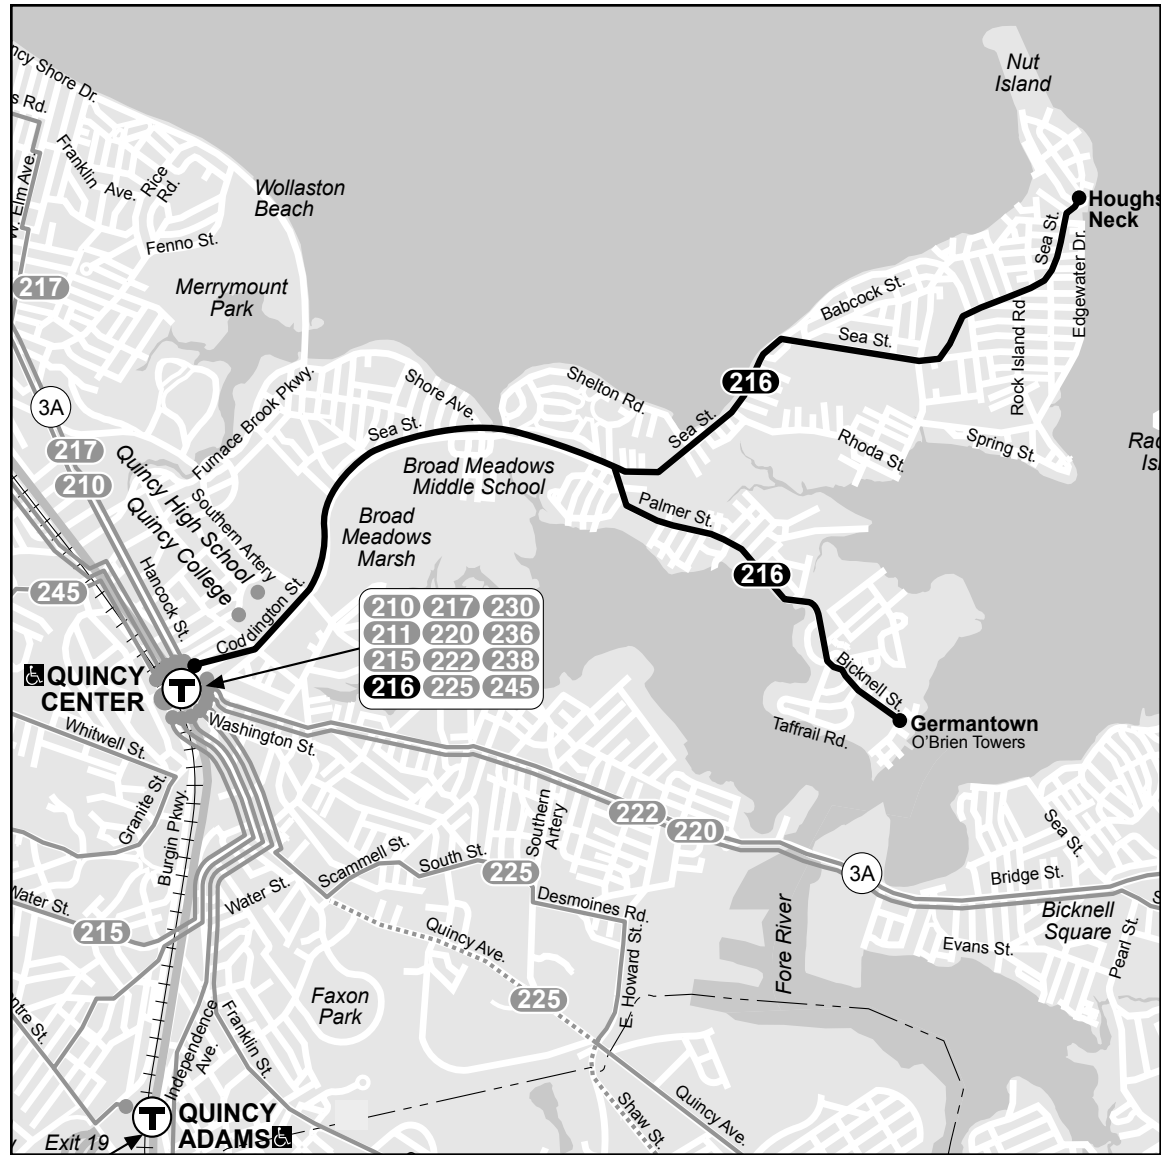 ncy Shore Dr.
s Rd.
W. Elm Ave.
Franklin
Ave.
Rice
Rd.
Fenno St.
Wollaston
Beach
Merrymount
Park
217
3A
217
210
245
Nut
Island
Houghs
Neck
Sea St.
Edgewater Dr.
Rock Island Rd
Babcock St.
Sea St.
216
Sea St.
Shelton Rd.
Shore Ave.
Sea St.
Rhoda St.
Spring St.
Furnace Brook Pkwy.
Quincy High School
Quincy College
Southern Artery
Hancock St.
Coddington St.
Broad Meadows
Middle School
Broad
Meadows
Marsh
Palmer St.
216
Bicknell St.
Taffrail Rd.
Germantown
O'Brien Towers
210 217 230
211 220 236
215 222 238
216 225 245
QUINCY
CENTER
T
Whitwell St.
Granite St.
Burgin Pkwy.
Washington St.
222
220
3A
Southern
Artery
Scammell St.
South St.
225
Desmoines Rd.
E. Howard St.
Water St.
Water St.
215
Quincy Ave.
225
Faxon
Park
Fore River
Sea St.
Bridge St.
Bicknell
Square
Evans St.
Pearl St.
S
ntre St.
Independence
Ave.
Franklin St.
T
QUINCY
ADAMS
Exit 19
Shaw St.
Quincy Ave.